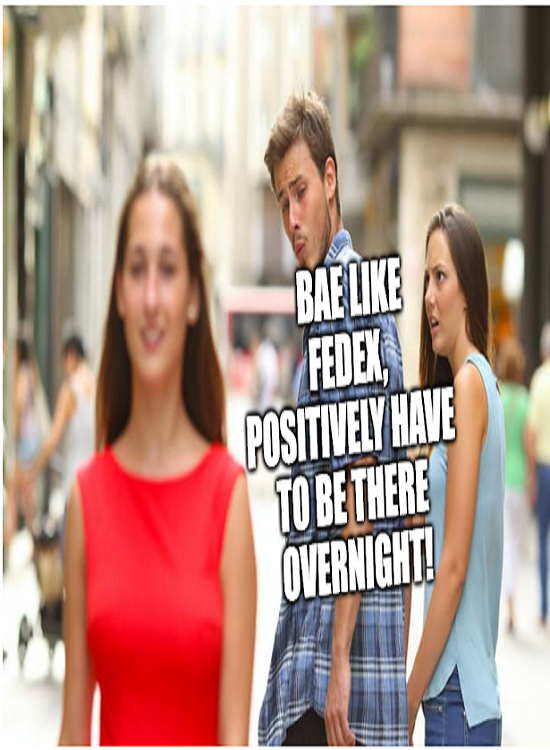 BAE LIKE
FEDEX,
POSITIVELY HAVE
TO BE THERE
OVERNIGHT!